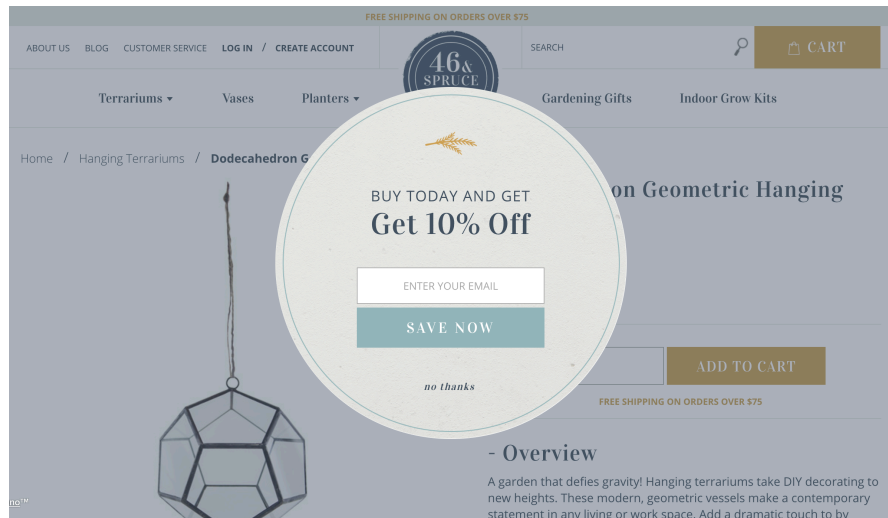 FREE SHIPPING ON ORDERS OVER $75
ABOUT US BLOG CUSTOMER SERVICE LOG IN / CREATE ACCOUNT
46&
SPRUCE
SEARCH
CART
Terrariums Vases Planters Gardening Gifts Indoor Grow Kits
Home / Hanging Terrariums / Dodecahedron G
on Geometric Hanging
BUY TODAY AND GET
Get 10% Off
ENTER YOUR EMAIL
SAVE NOW
no thanks
ADD TO CART
FREE SHIPPING ON ORDERS OVER $75
- Overview
A garden that defies gravity! Hanging terrariums take DIY decorating to
new heights. These modern, geometric vessels make a contemporary
statement in any living or work space. Add a dramatic touch to by
no™